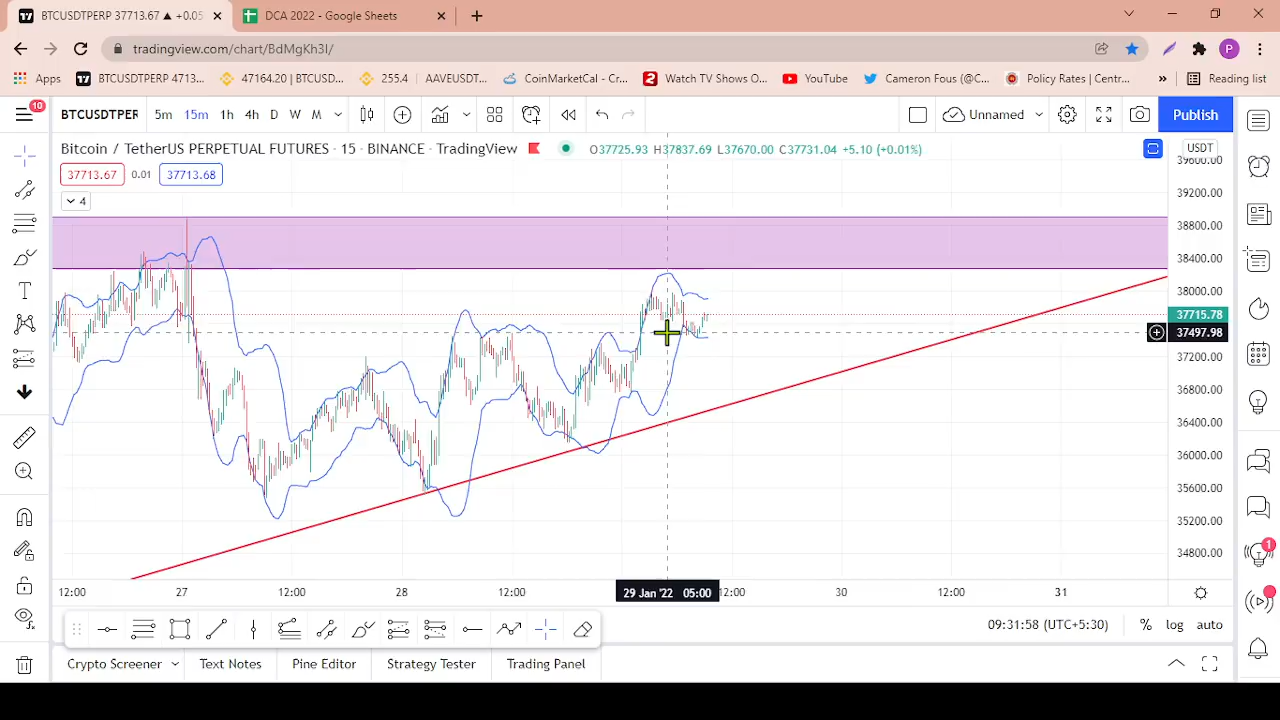 BTCUSDTPERP 37713.67 ▲ +0.05
DCA 2022 - Google Sheets
tradingview.com/chart/BdMgKh3I/
P
Apps
BTCUSDTPERP 4713...
47164.20 | BTCUSD...
255.4
AAVEUSDT...
CoinMarketCal - Cr...
Watch TV Shows O...
YouTube
Cameron Fous (@C...
Policy Rates | Centr...
»
Reading list
10
BTCUSDTPER
5m 15m 1h 4h D W M
Unnamed
Publish
Bitcoin / TetherUS PERPETUAL FUTURES · 15 · BINANCE · TradingView
O37725.93 H37837.69 L37670.00 C37731.04 +5.10 (+0.01%)
USDT
37713.67 0.01 37713.68
4
39600.00
39200.00
38800.00
38400.00
38000.00
37715.78
37497.98
37200.00
36800.00
36400.00
36000.00
35600.00
35200.00
34800.00
1
12:00 27 12:00 28 12:00 29 Jan '22 05:00 12:00 30 12:00 31
09:31:58 (UTC+5:30) % log auto
Crypto Screener Text Notes Pine Editor Strategy Tester Trading Panel